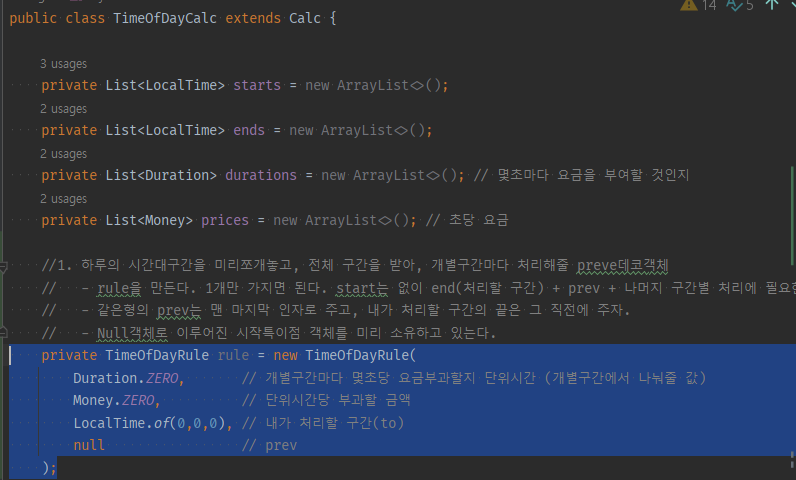 14 5
public class TimeOfDayCalc extends Calc {
3 usages
private List<LocalTime> starts = new ArrayList<>();
2 usages
private List<LocalTime> ends = new ArrayList<>();
2 usages
private List<Duration> durations = new ArrayList<>(); // 몇초마다 요금을 부여할 것인지
2 usages
private List<Money> prices = new ArrayList<>(); // 초당 요금
//1. 하루의 시간대구간을 미리쪼개놓고, 전체 구간을 받아, 개별구간마다 처리해줄 preve데코객체
// - rule을 만든다. 1개만 가지면 된다. start는 없이 end(처리할 구간) + prev + 나머지 구간별 처리에
// - 같은형의 prev는 맨 마지막 인자로 주고, 내가 처리할 구간의 끝은 그 직전에 주자.
// - Null객체로 이루어진 시작특이점 객체를 미리 소유하고 있는다.
private TimeOfDayRule rule = new TimeOfDayRule(
Duration.ZERO, // 개별구간마다 몇초당 요금부과할지 단위시간 (개별구간에서 나눠줄 값)
Money.ZERO, // 단위시간당 부과할 금액
LocalTime.of(0,0,0), // 내가 처리할 구간(to)
null // prev
);